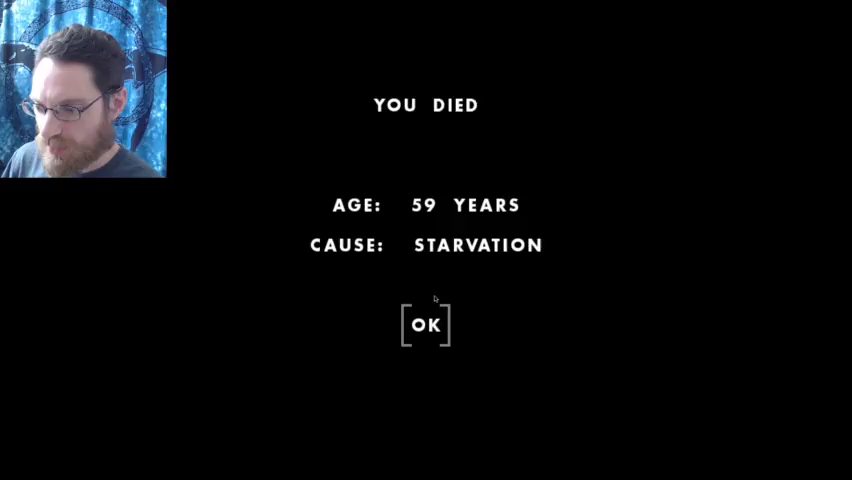 YOU DIED
AGE: 59 YEARS
CAUSE: STARVATION
OK